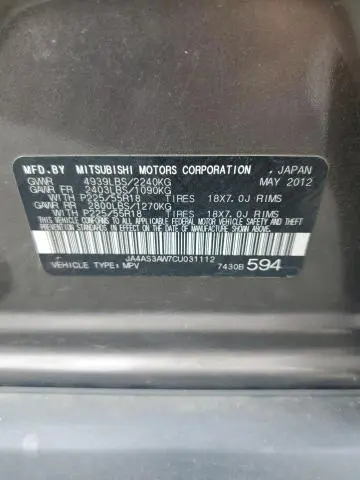 MFD.BY MITSUBISHI MOTORS CORPORATION , JAPAN
GVWR 4939LBS/2240KG MAY 2012
GAWR FR 2403LBS/1090KG
WITH P225/55R18 TIRES 18X7.0J RIMS
GAWR RR 2800LBS/1270KG
WITH P225/55R18 TIRES 18X7.0J RIMS
THIS VEHICLE CONFORMS TO ALL APPLICABLE FEDERAL MOTOR VEHICLE SAFETY AND THEFT PREVENTION STANDARDS IN EFFECT ON THE DATE OF MANUFACTURE SHOWN ABOVE.
JA4AS3AW7CU031112
VEHICLE TYPE: MPV 7430B 594